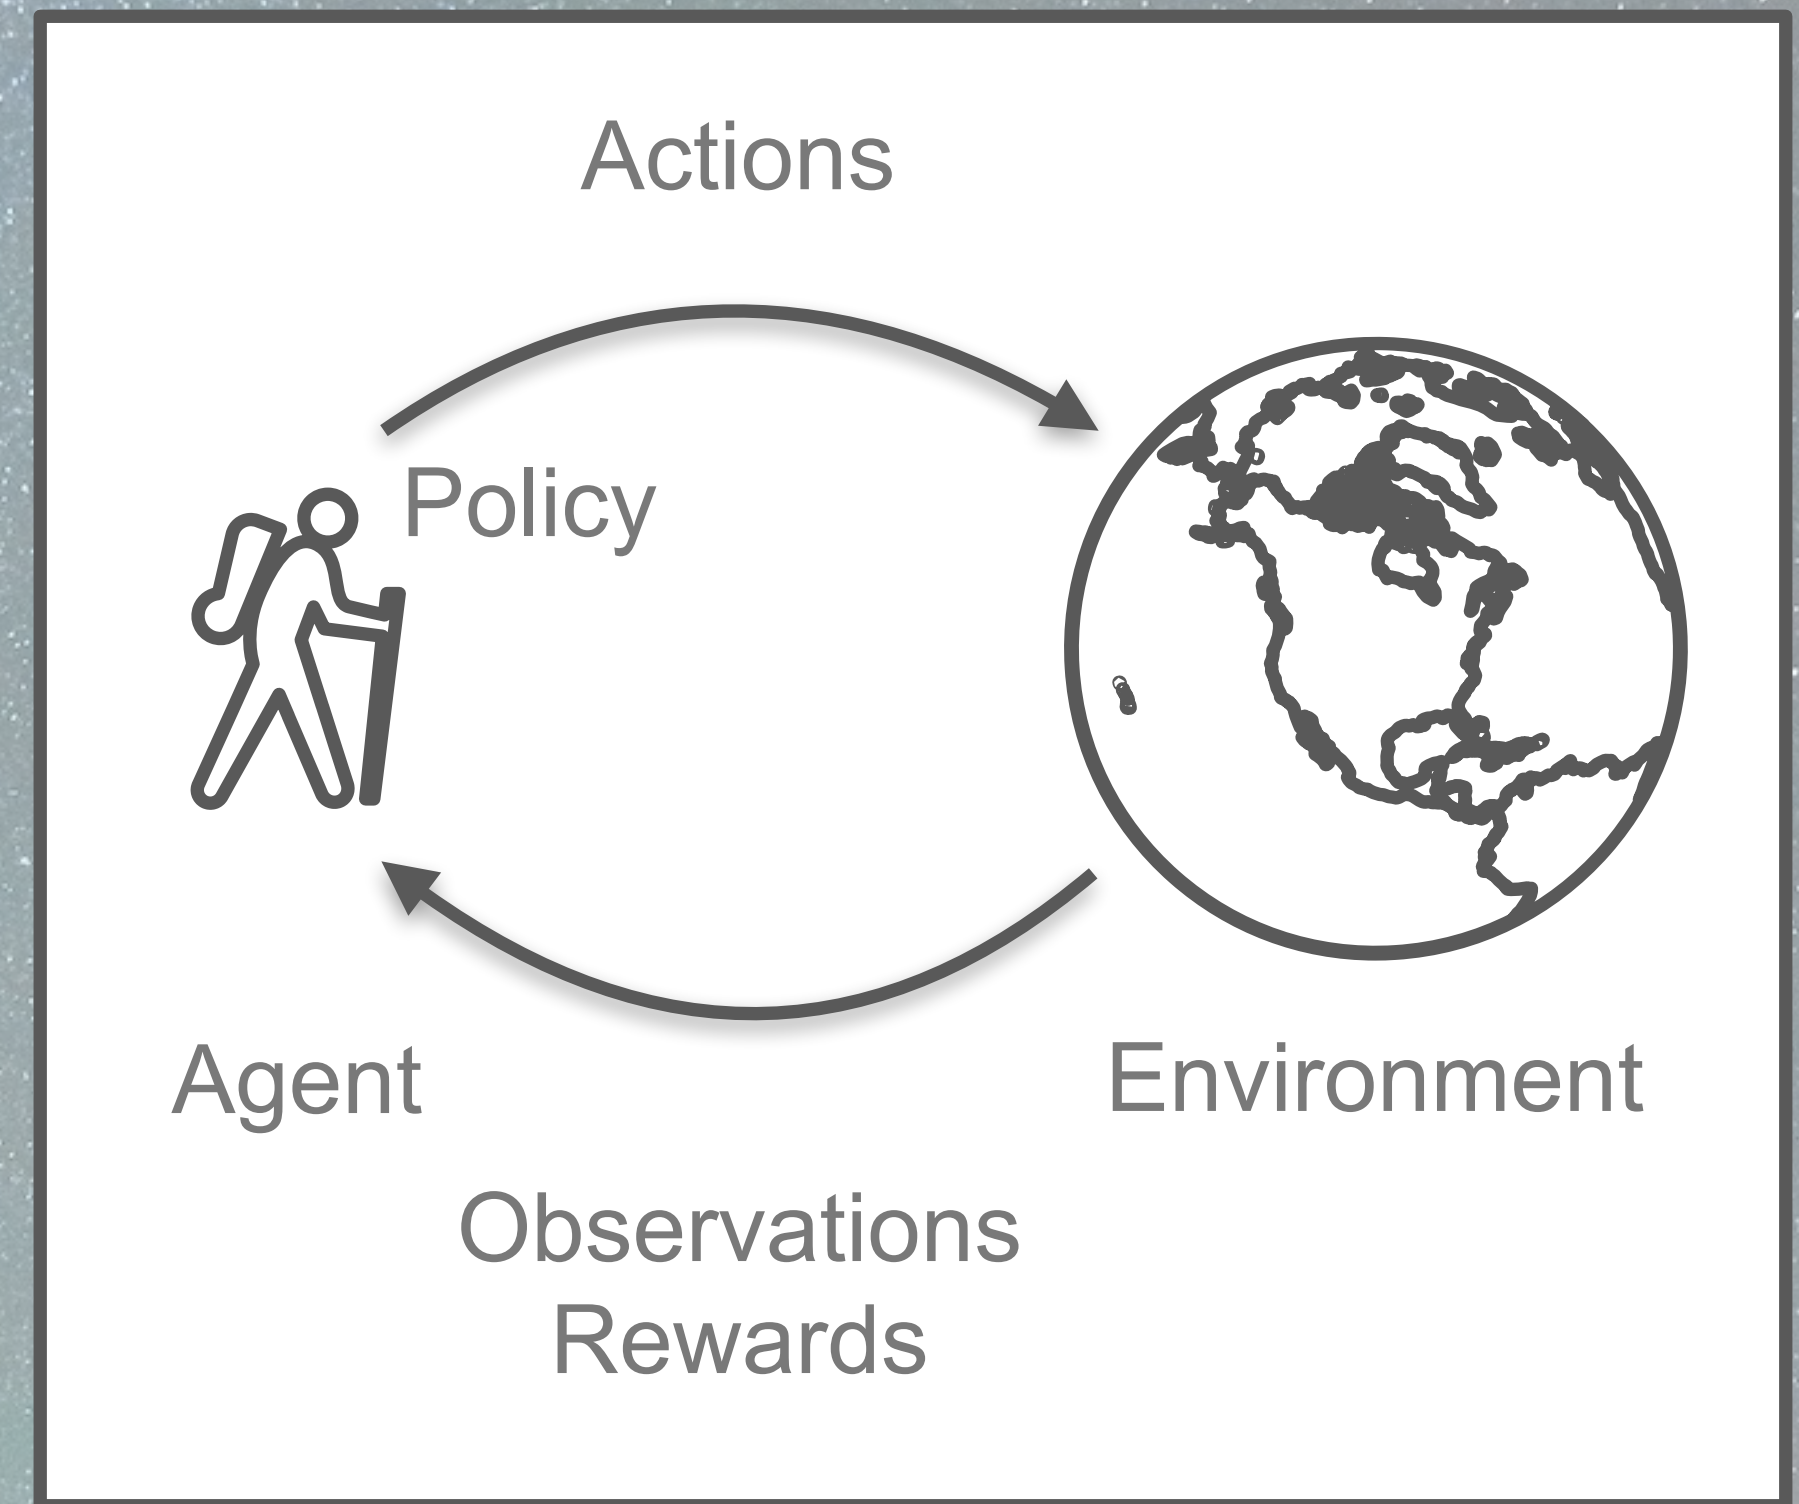 Actions
Policy
Agent
Environment
Observations
Rewards